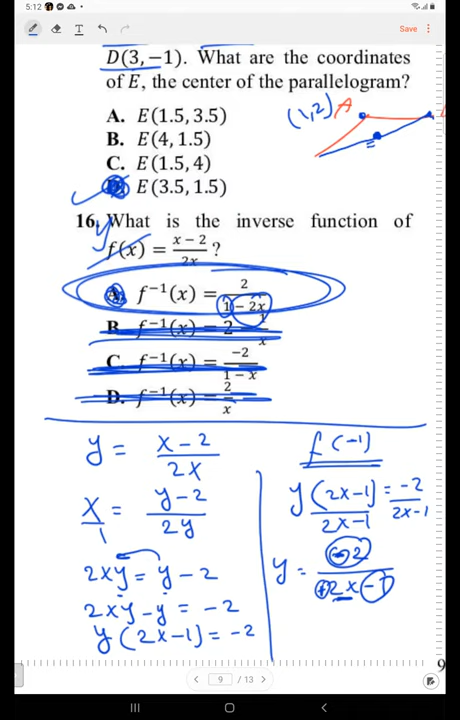 5:12
Save
D(3, −1). What are the coordinates
of E, the center of the parallelogram?
(1,2) A
A. E(1.5, 3.5)
B. E(4, 1.5)
C. E(1.5, 4)
E(3.5, 1.5)
16. What is the inverse function of
y
f(x) = x − 2 / 2x ?
A. f⁻¹(x) = 2 / 1 − 2x
B. f⁻¹(x) = 2 − 1 / x
C. f⁻¹(x) = −2 / 1 − x
D. f⁻¹(x) = 2 / x
y = x − 2 / 2x
x / 1 = y − 2 / 2y
2xy = y − 2
2xy − y = −2
y (2x − 1) = −2
f (−1)
y (2x − 1) / 2x − 1 = −2 / 2x − 1
y = −2 / +2x − 1
9
9 / 13